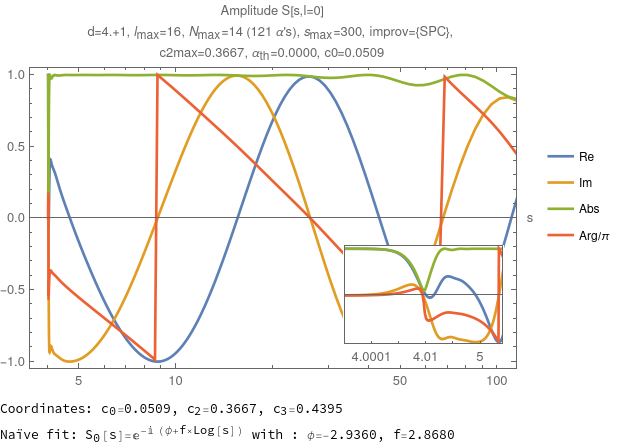 Amplitude S[s,l=0]
d=4.+1, lmax=16, Nmax=14 (121 α's), smax=300, improv={SPC},
c2max=0.3667, αth=0.0000, c0=0.0509
1.0
0.5
0.0
-0.5
-1.0
5
10
50
100
s
4.0001
4.01
5
Re
Im
Abs
Arg/π
Coordinates: c0=0.0509, c2=0.3667, c3=0.4395
Naïve fit: S0[s]=e^-i (ϕ+f×Log[s]) with : ϕ=-2.9360, f=2.8680